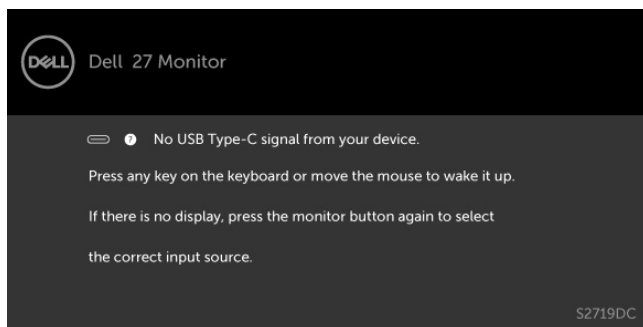 DELL
Dell 27 Monitor
? No USB Type-C signal from your device.
Press any key on the keyboard or move the mouse to wake it up.
If there is no display, press the monitor button again to select
the correct input source.
S2719DC